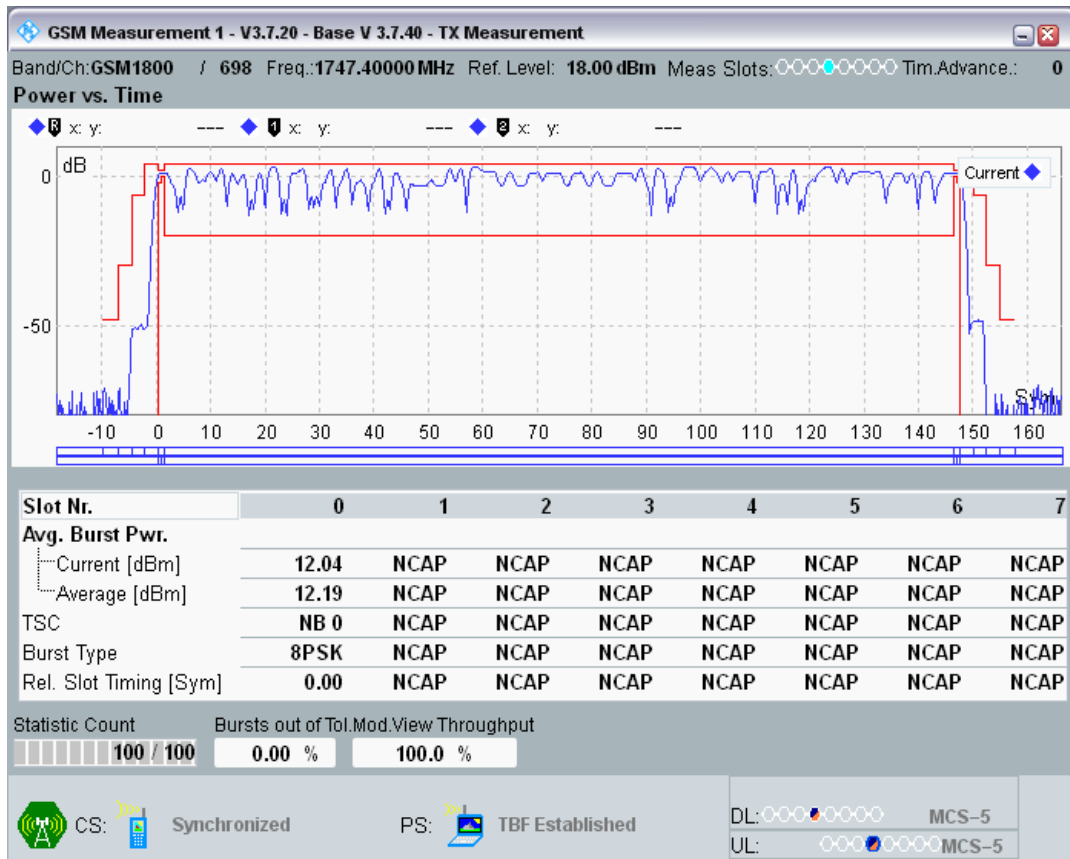 GSM Measurement 1 - V3.7.20 - Base V 3.7.40 - TX Measurement
Band/Ch:GSM1800 / 698 Freq.:1747.40000 MHz Ref. Level: 18.00 dBm Meas Slots: Tim.Advance.: 0
Power vs. Time
R x: y: --- 1 x: y: --- 2 x: y: ---
dB
Current
0
-50
Sym
-10 0 10 20 30 40 50 60 70 80 90 100 110 120 130 140 150 160
Slot Nr. 0 1 2 3 4 5 6 7
Avg. Burst Pwr.
Current [dBm] 12.04 NCAP NCAP NCAP NCAP NCAP NCAP NCAP
Average [dBm] 12.19 NCAP NCAP NCAP NCAP NCAP NCAP NCAP
TSC NB 0 NCAP NCAP NCAP NCAP NCAP NCAP NCAP
Burst Type 8PSK NCAP NCAP NCAP NCAP NCAP NCAP NCAP
Rel. Slot Timing [Sym] 0.00 NCAP NCAP NCAP NCAP NCAP NCAP NCAP
Statistic Count Bursts out of Tol. Mod.View Throughput
100 / 100 0.00 % 100.0 %
CS: Synchronized PS: TBF Established DL: MCS-5
UL: MCS-5